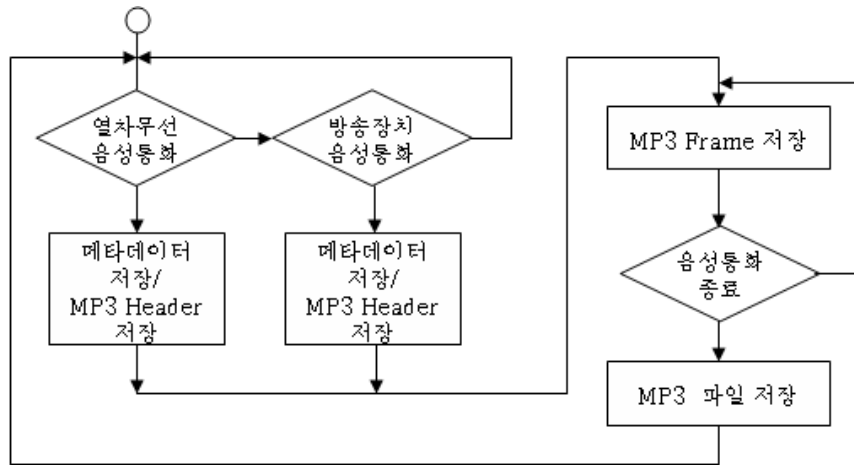 열차무선
음성통화
방송장치
음성통화
메타데이터
저장/
MP3 Header
저장
메타데이터
저장/
MP3 Header
저장
MP3 Frame 저장
음성통화
종료
MP3 파일 저장